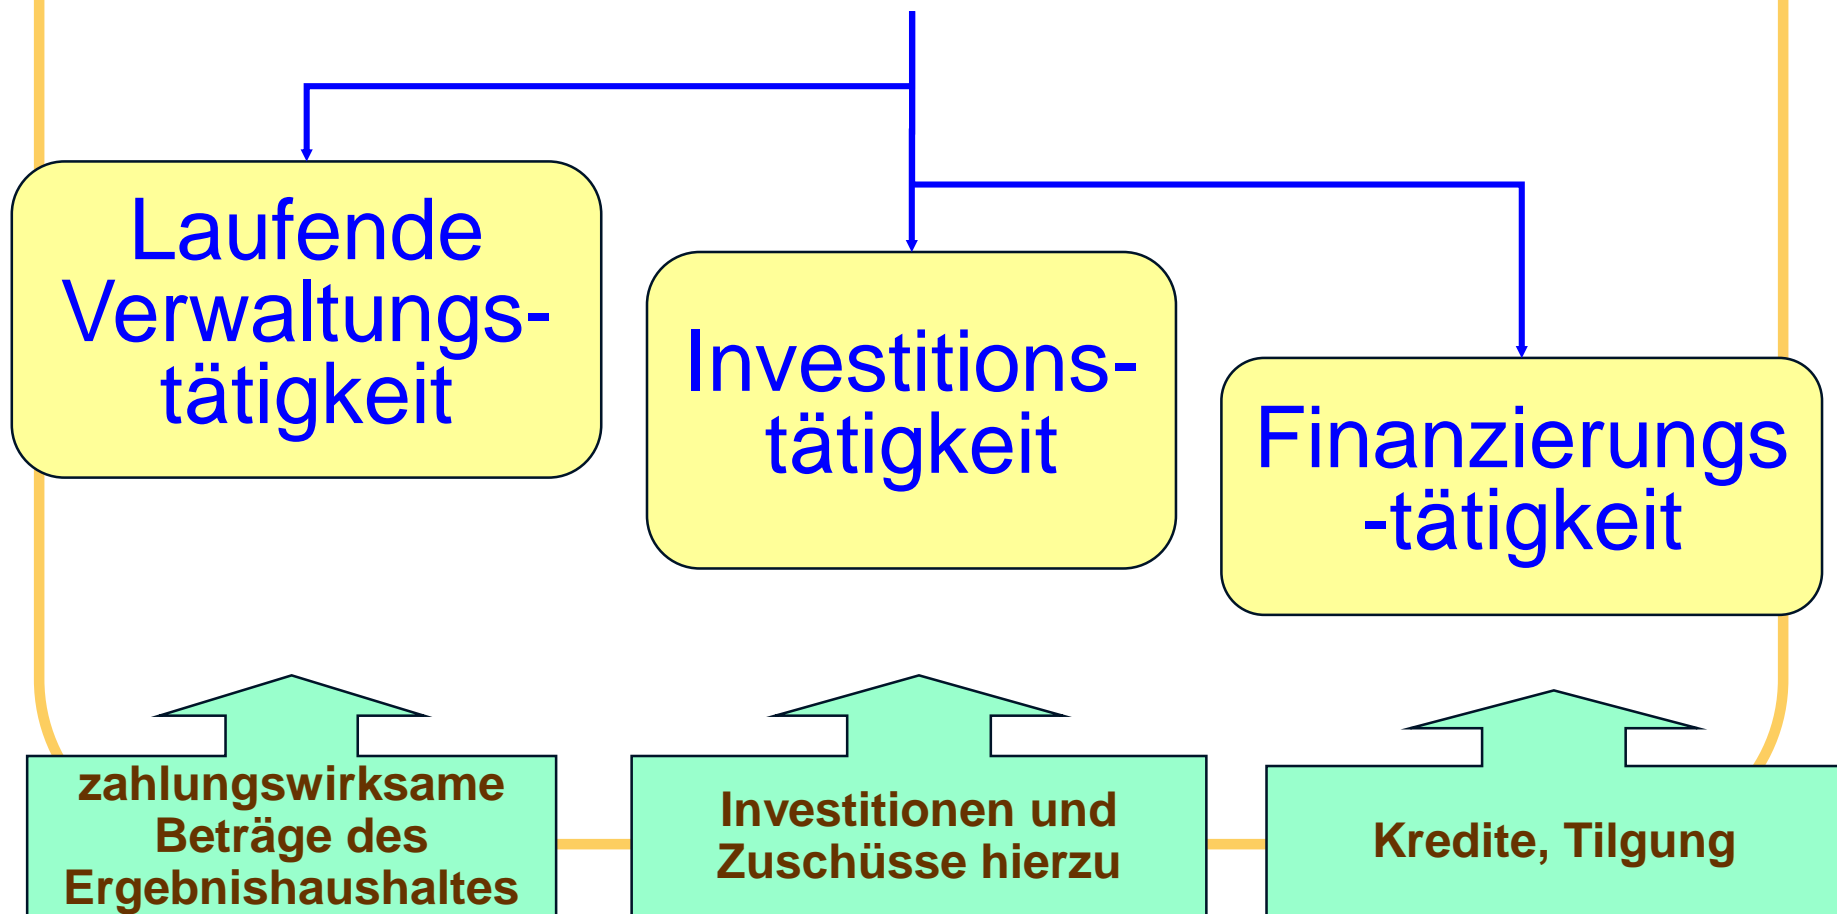 Laufende
Verwaltungs-
tätigkeit
Investitions-
tätigkeit
Finanzierungs
-tätigkeit
zahlungswirksame
Beträge des
Ergebnishaushaltes
Investitionen und
Zuschüsse hierzu
Kredite, Tilgung